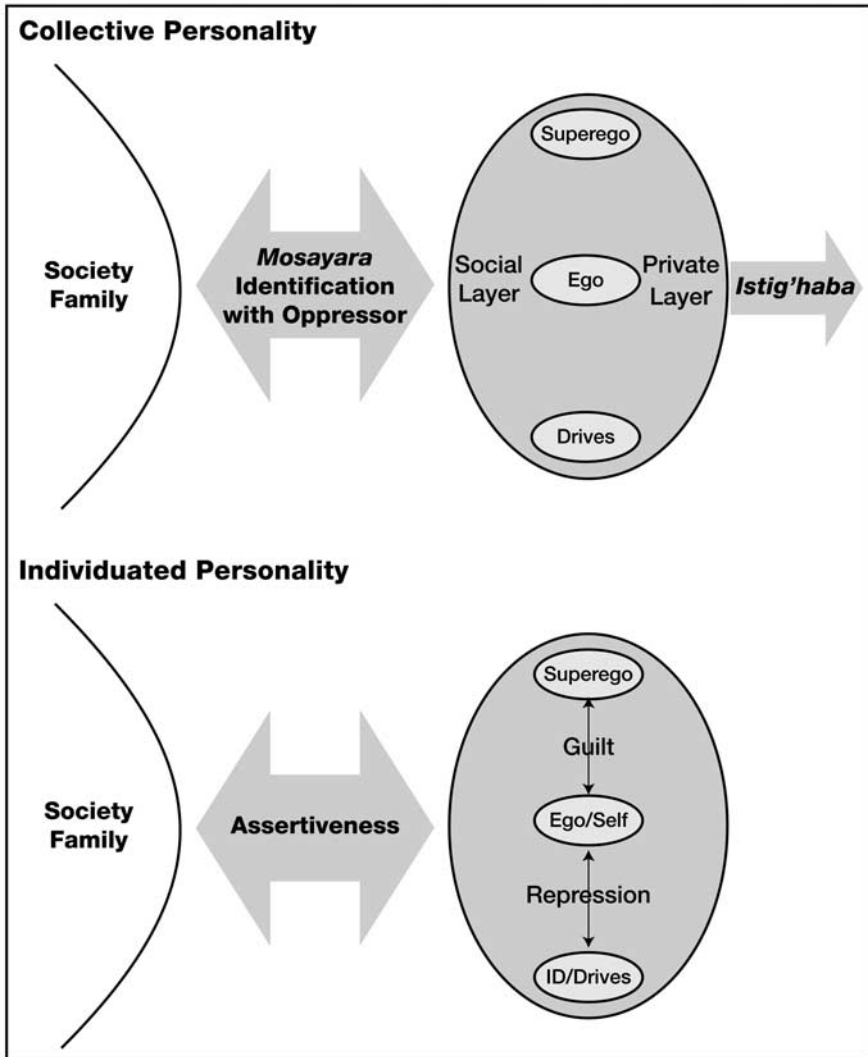 Collective Personality
Society
Family
Mosayara
Identification
with Oppressor
Superego
Social
Layer
Ego
Private
Layer
Drives
Istig'haba
Individuated Personality
Society
Family
Assertiveness
Superego
Guilt
Ego/Self
Repression
ID/Drives